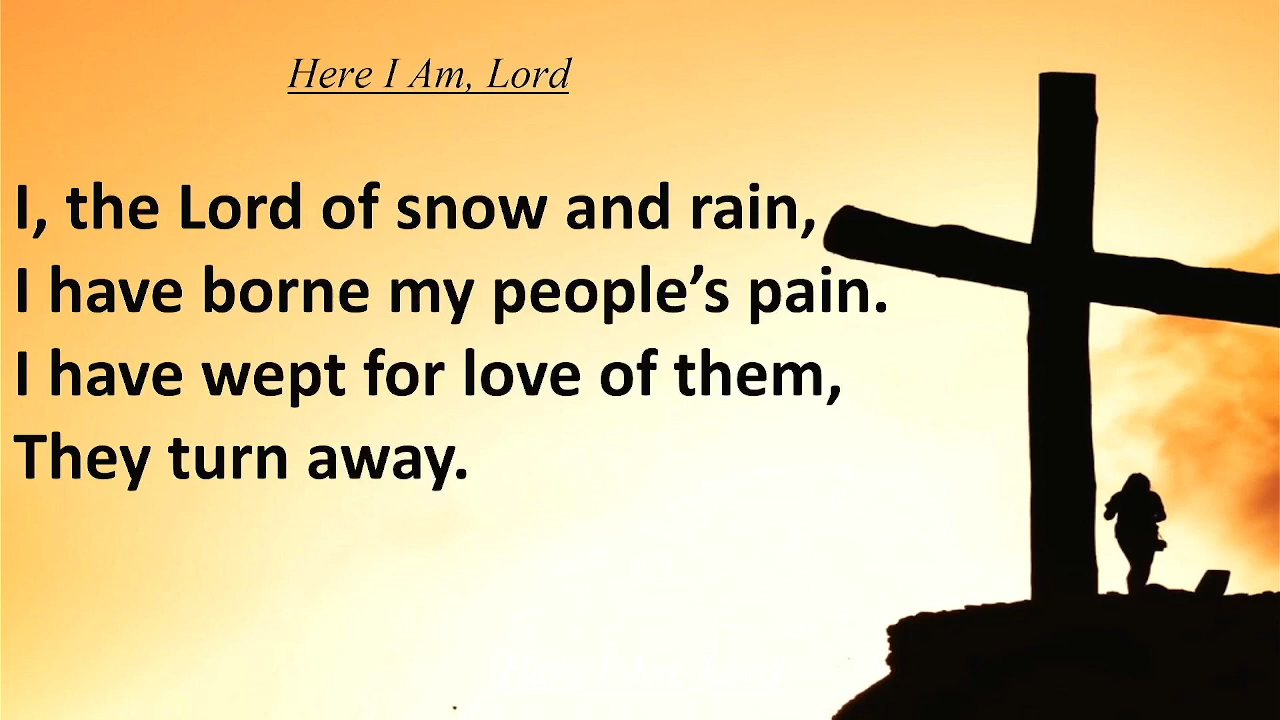 Here I Am, Lord
I, the Lord of snow and rain,
I have borne my people’s pain.
I have wept for love of them,
They turn away.